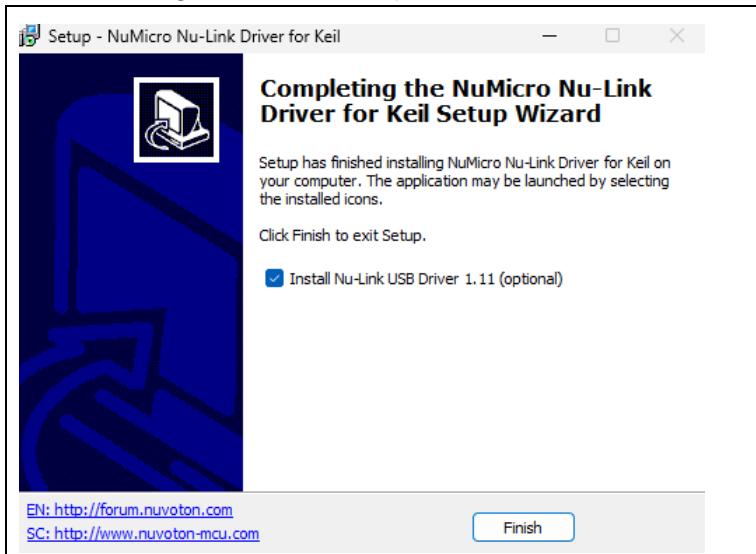 Setup - NuMicro Nu-Link Driver for Keil
Completing the NuMicro Nu-Link
Driver for Keil Setup Wizard
Setup has finished installing NuMicro Nu-Link Driver for Keil on
your computer. The application may be launched by selecting
the installed icons.
Click Finish to exit Setup.
Install Nu-Link USB Driver 1.11 (optional)
EN: http://forum.nuvoton.com
SC: http://www.nuvoton-mcu.com
Finish